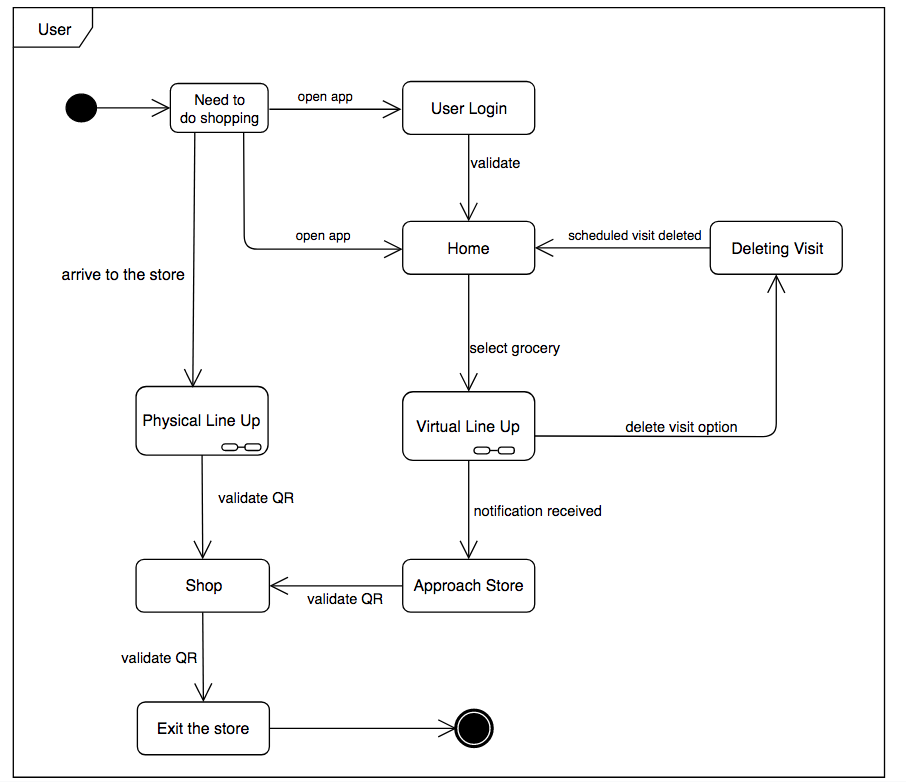 User
Need to
do shopping
open app
User Login
validate
open app
Home
scheduled visit deleted
Deleting Visit
arrive to the store
select grocery
Physical Line Up
Virtual Line Up
delete visit option
validate QR
notification received
Shop
validate QR
Approach Store
validate QR
Exit the store